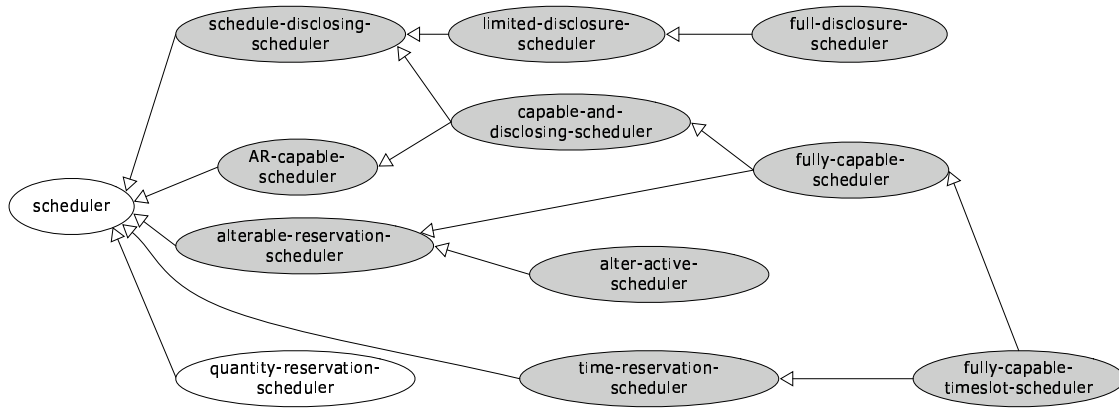 schedule-disclosing-
scheduler
limited-disclosure-
scheduler
full-disclosure-
scheduler
capable-and-
disclosing-scheduler
AR-capable-
scheduler
fully-capable-
scheduler
scheduler
alterable-reservation-
scheduler
alter-active-
scheduler
quantity-reservation-
scheduler
time-reservation-
scheduler
fully-capable-
timeslot-scheduler